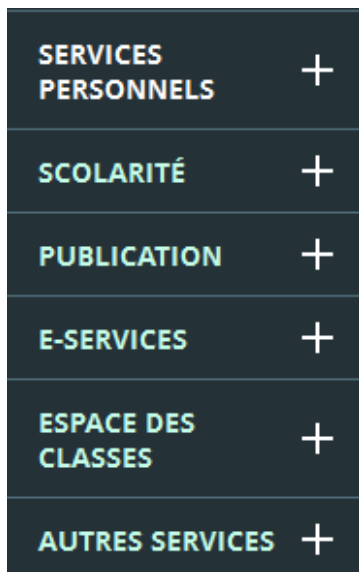 SERVICES
PERSONNELS
SCOLARITÉ
PUBLICATION
E-SERVICES
ESPACE DES
CLASSES
AUTRES SERVICES